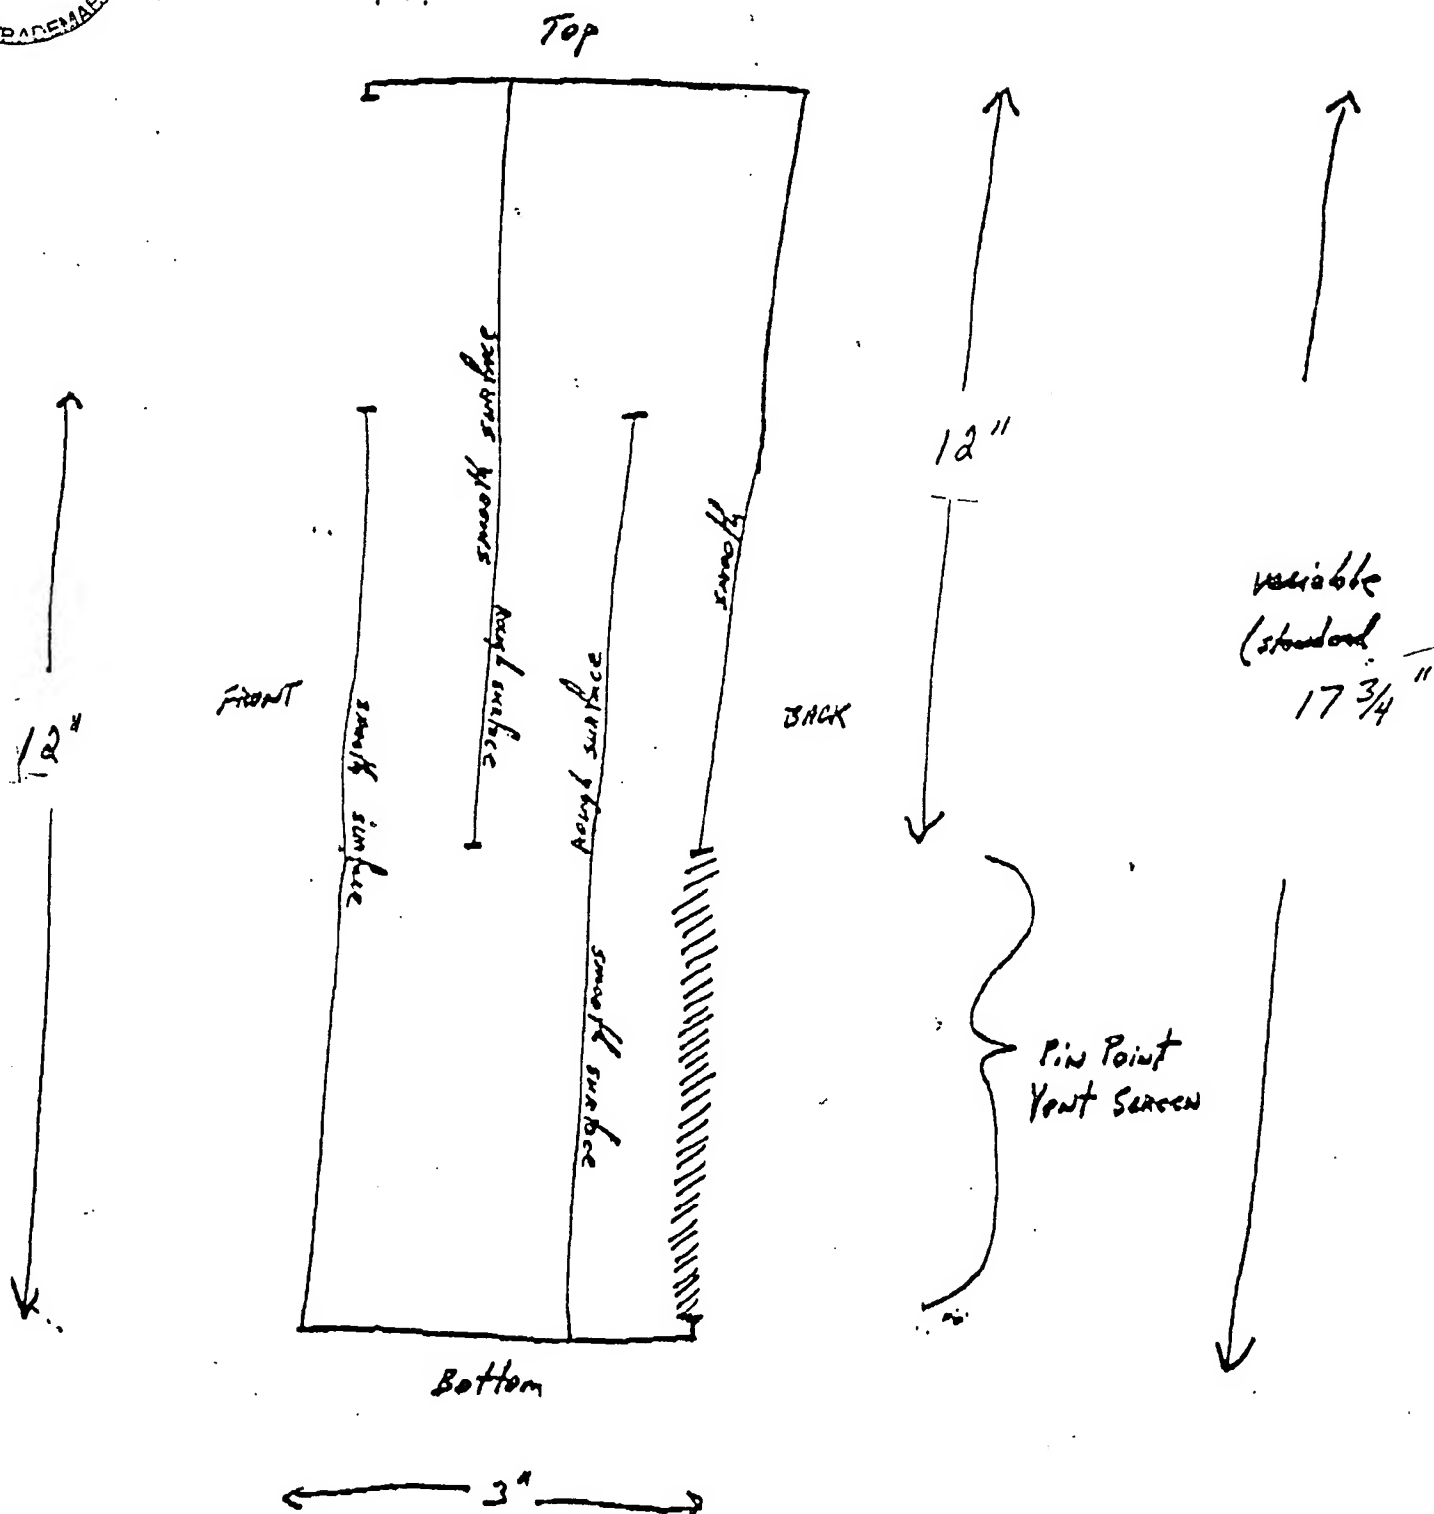 TRADEMARK
Top
smooth surface
Rough surface
smooth
12"
variable
(standard
17 3/4"
FRONT
12"
smooth surface
Rough surface
BACK
smooth surface
Pin Point
Vent Screen
Bottom
3"